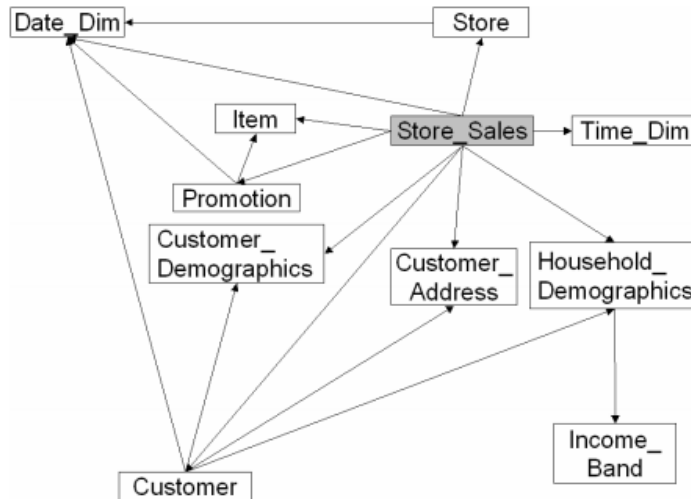 Date_Dim
Store
Item
Store_Sales
Time_Dim
Promotion
Customer_
Demographics
Customer_
Address
Household_
Demographics
Income_
Band
Customer